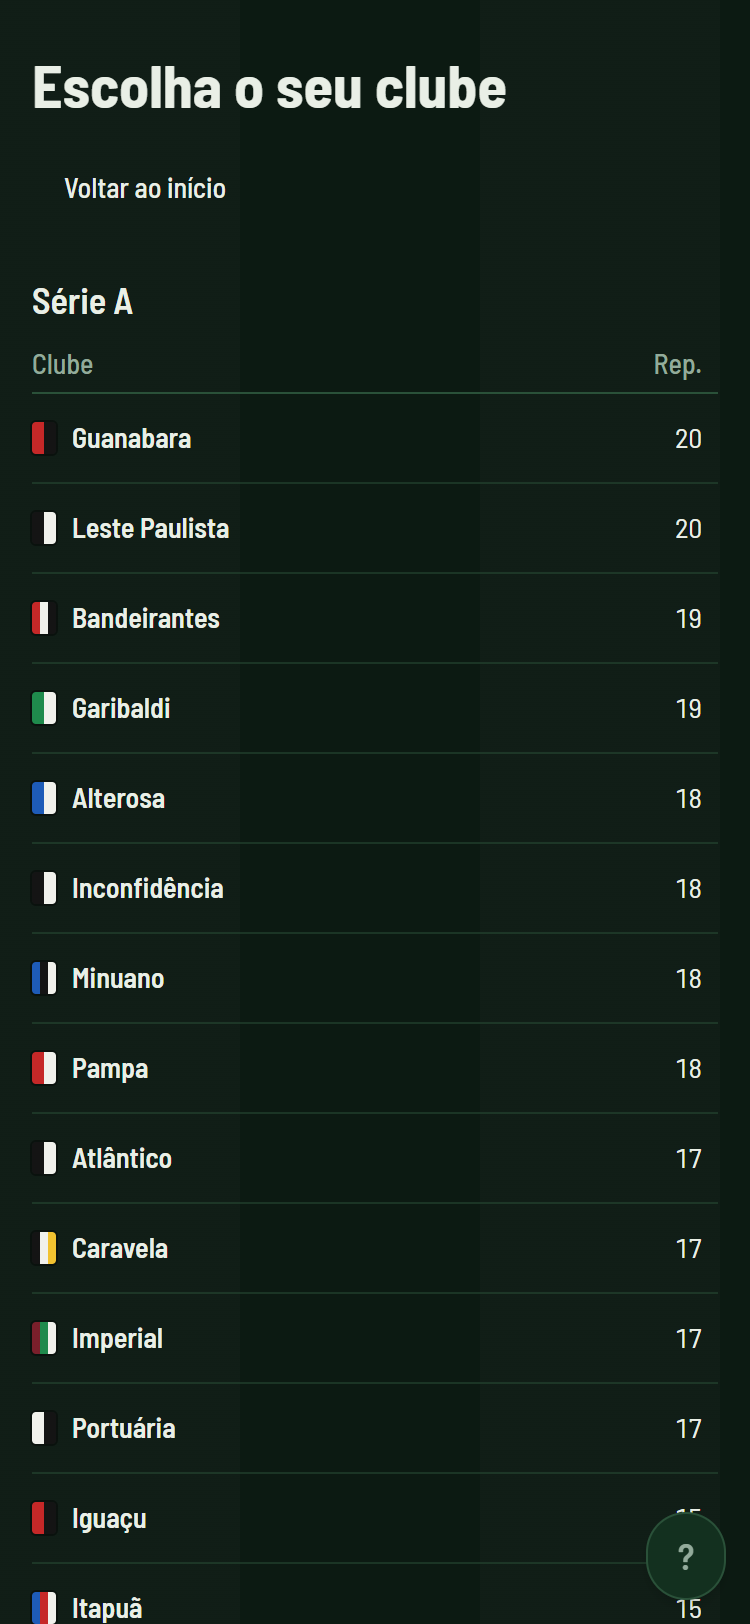 Escolha o seu clube
Voltar ao início
Série A
Clube Rep.
Guanabara 20
Leste Paulista 20
Bandeirantes 19
Garibaldi 19
Alterosa 18
Inconfidência 18
Minuano 18
Pampa 18
Atlântico 17
Caravela 17
Imperial 17
Portuária 17
Iguaçu
?
Itapuã 15